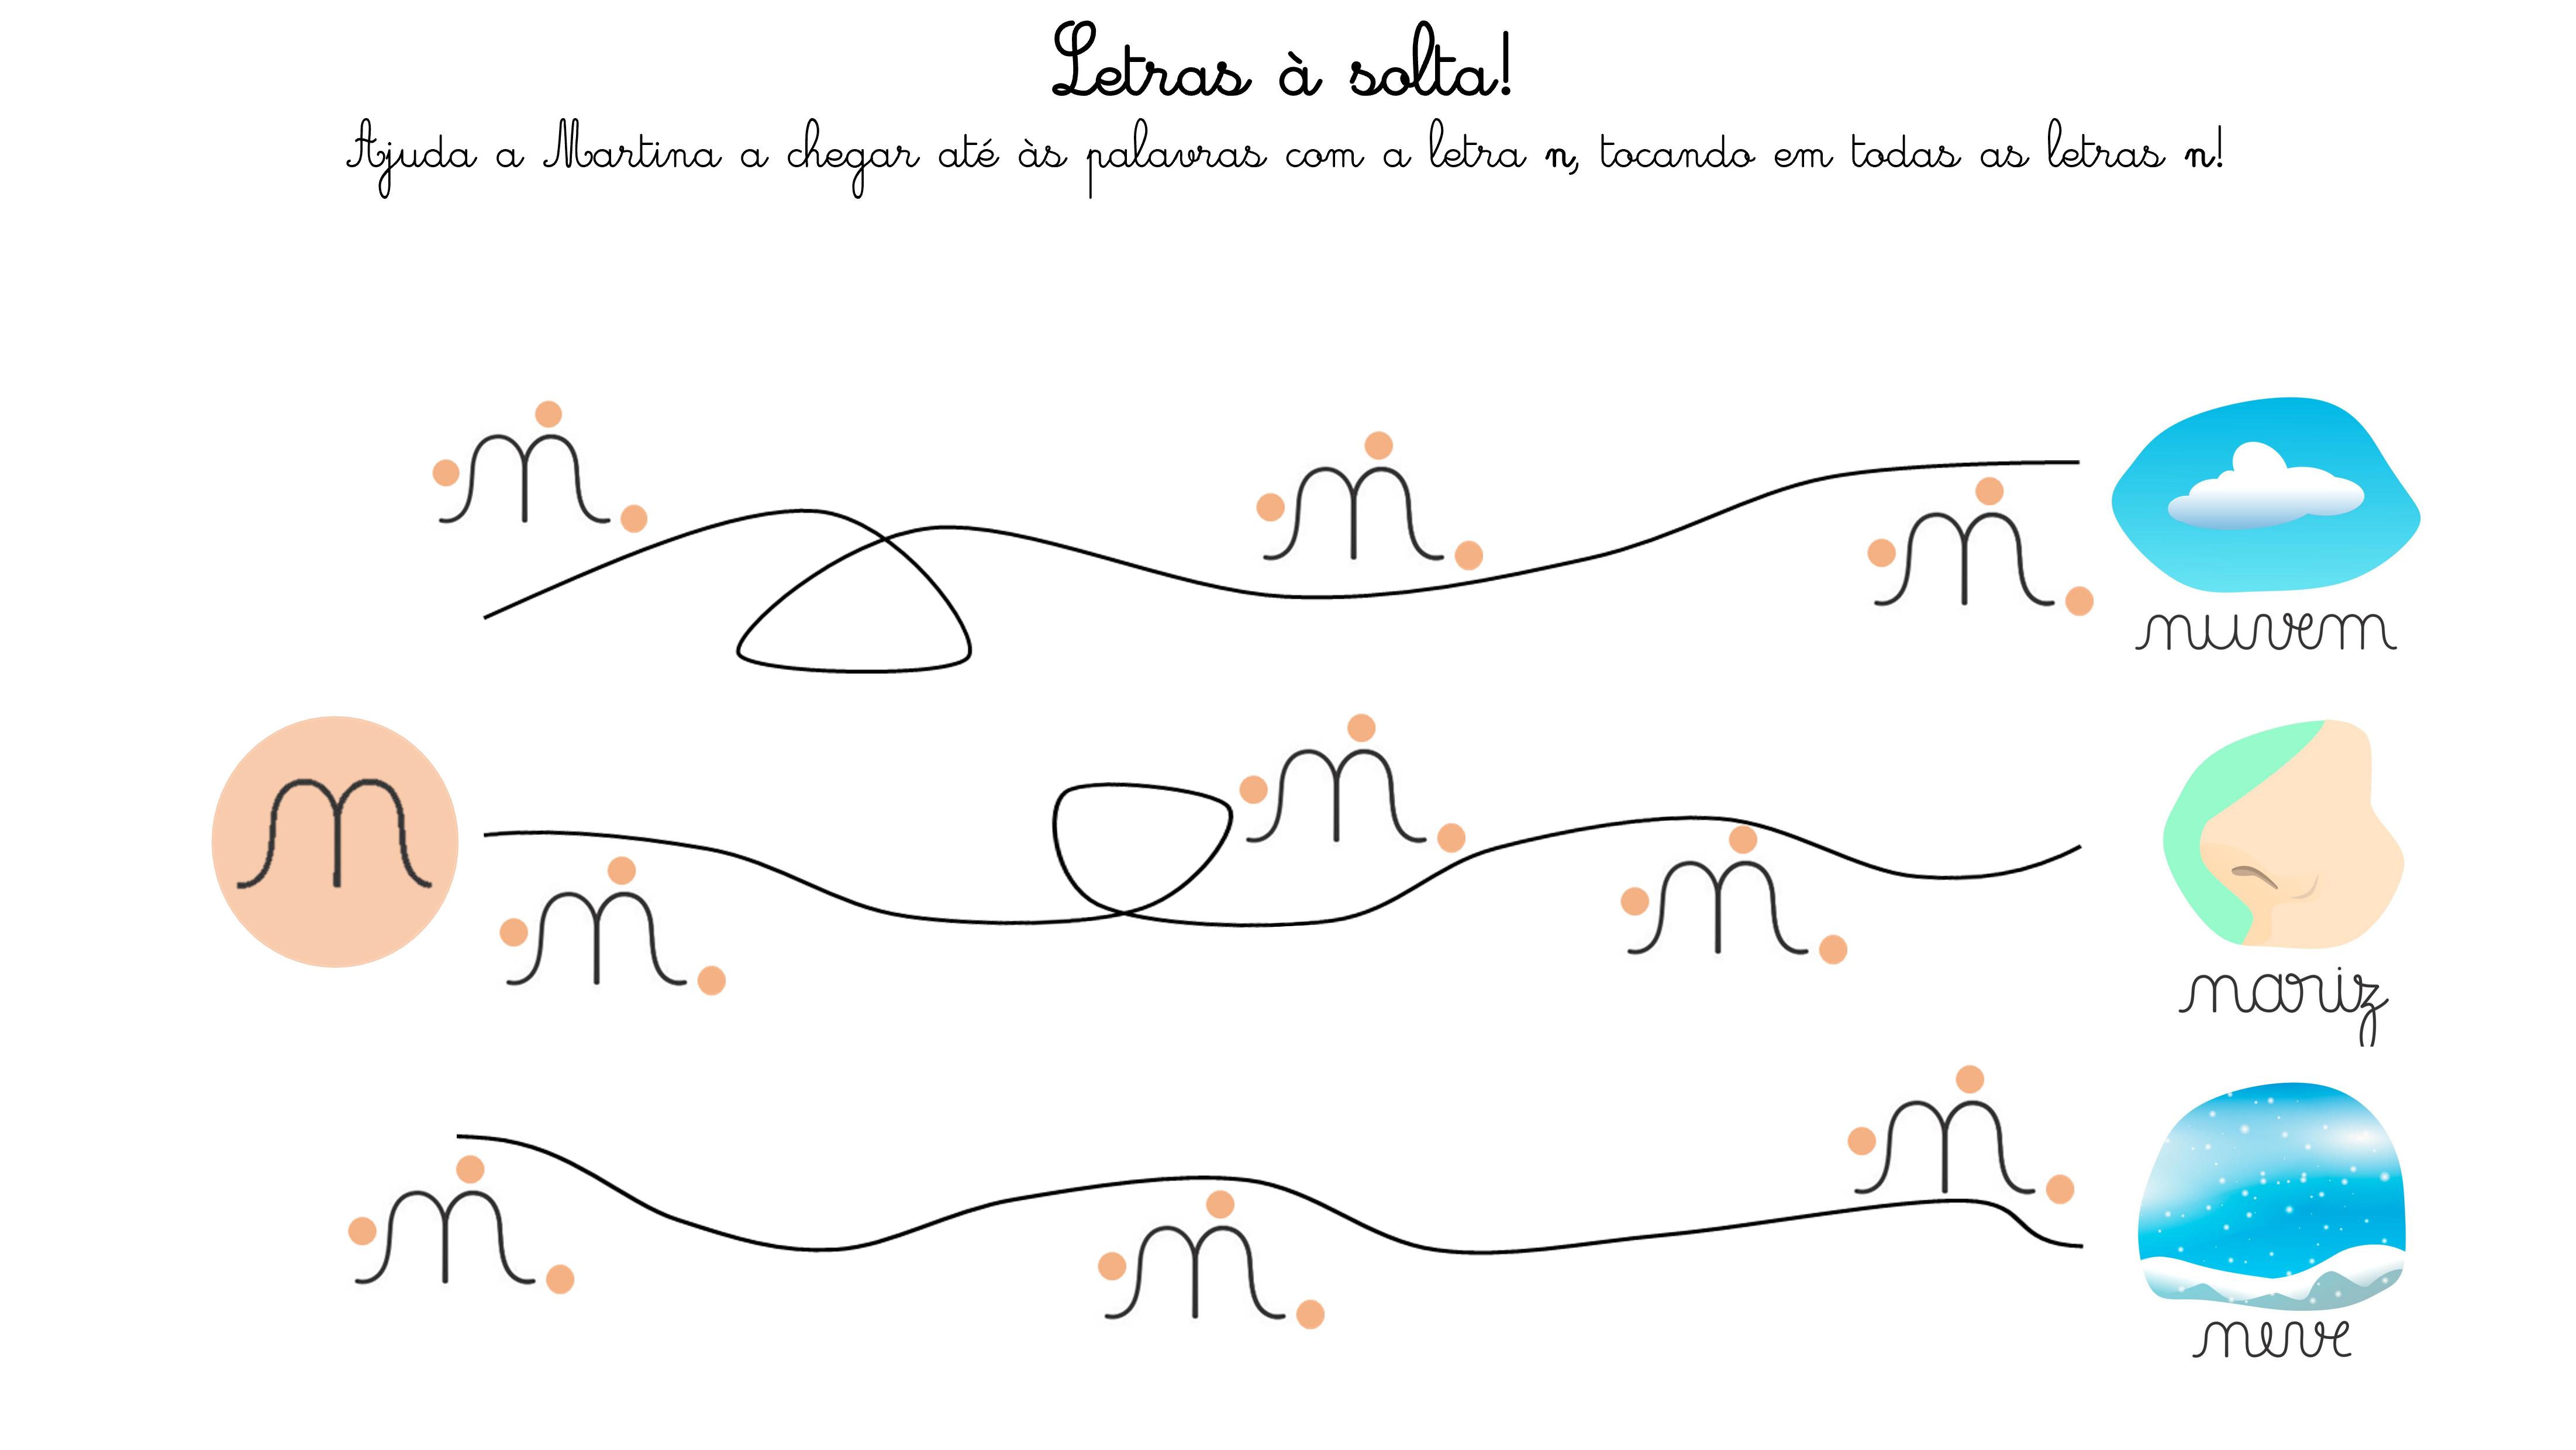 Letras à solta!
Ajuda a Martina a chegar até às palavras com a letra n, tocando em todas as letras n!
n
n
n
nuvem
n
n
n
n
nariz
n
n
n
neve